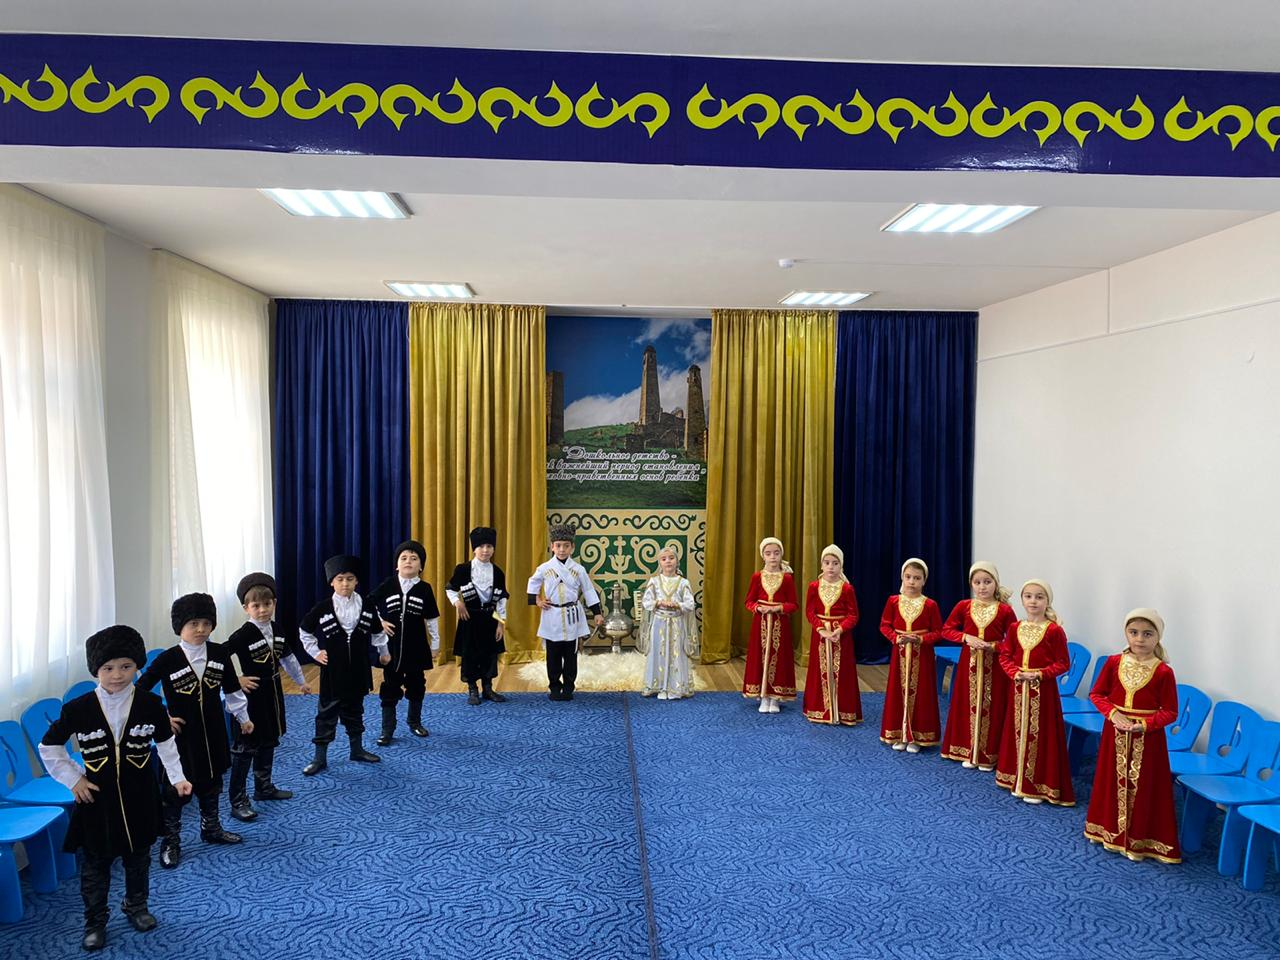 "Дошкольное детство -
важнейший период становления
нравственных основ ребенка"